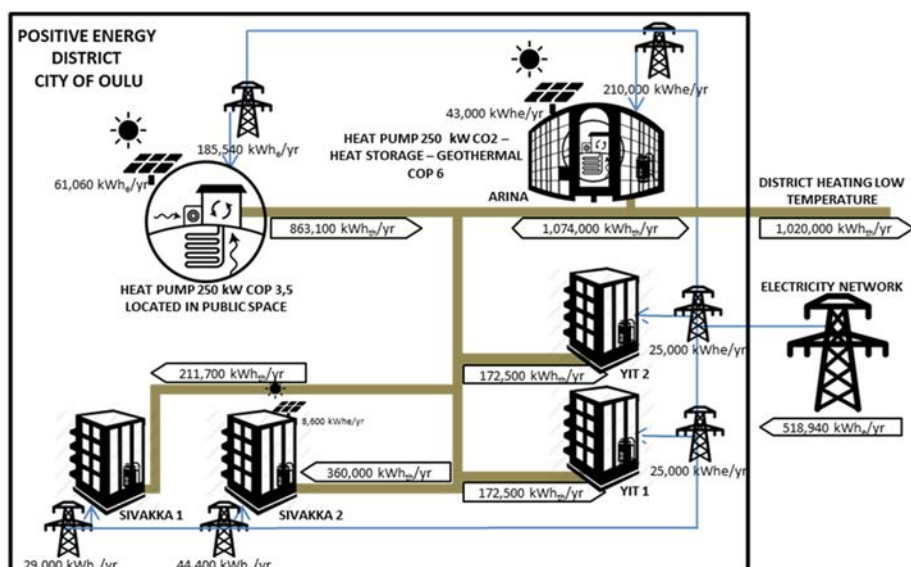 POSITIVE ENERGY
DISTRICT
CITY OF OULU
61,060 kWhe/yr
185,540 kWhe/yr
43,000 kWhe/yr
210,000 kWhe/yr
HEAT PUMP 250 kW CO2 –
HEAT STORAGE – GEOTHERMAL
COP 6
ARINA
DISTRICT HEATING LOW
TEMPERATURE
863,100 kWhth/yr
1,074,000 kWhth/yr
1,020,000 kWhth/yr
HEAT PUMP 250 kW COP 3,5
LOCATED IN PUBLIC SPACE
ELECTRICITY NETWORK
25,000 kWhe/yr
YIT 2
211,700 kWhth/yr
172,500 kWhth/yr
8,600 kWhe/yr
518,940 kWhe/yr
360,000 kWhth/yr
25,000 kWhe/yr
172,500 kWhth/yr
YIT 1
SIVAKKA 1
SIVAKKA 2
29,000 kWhe/yr
44,400 kWhe/yr